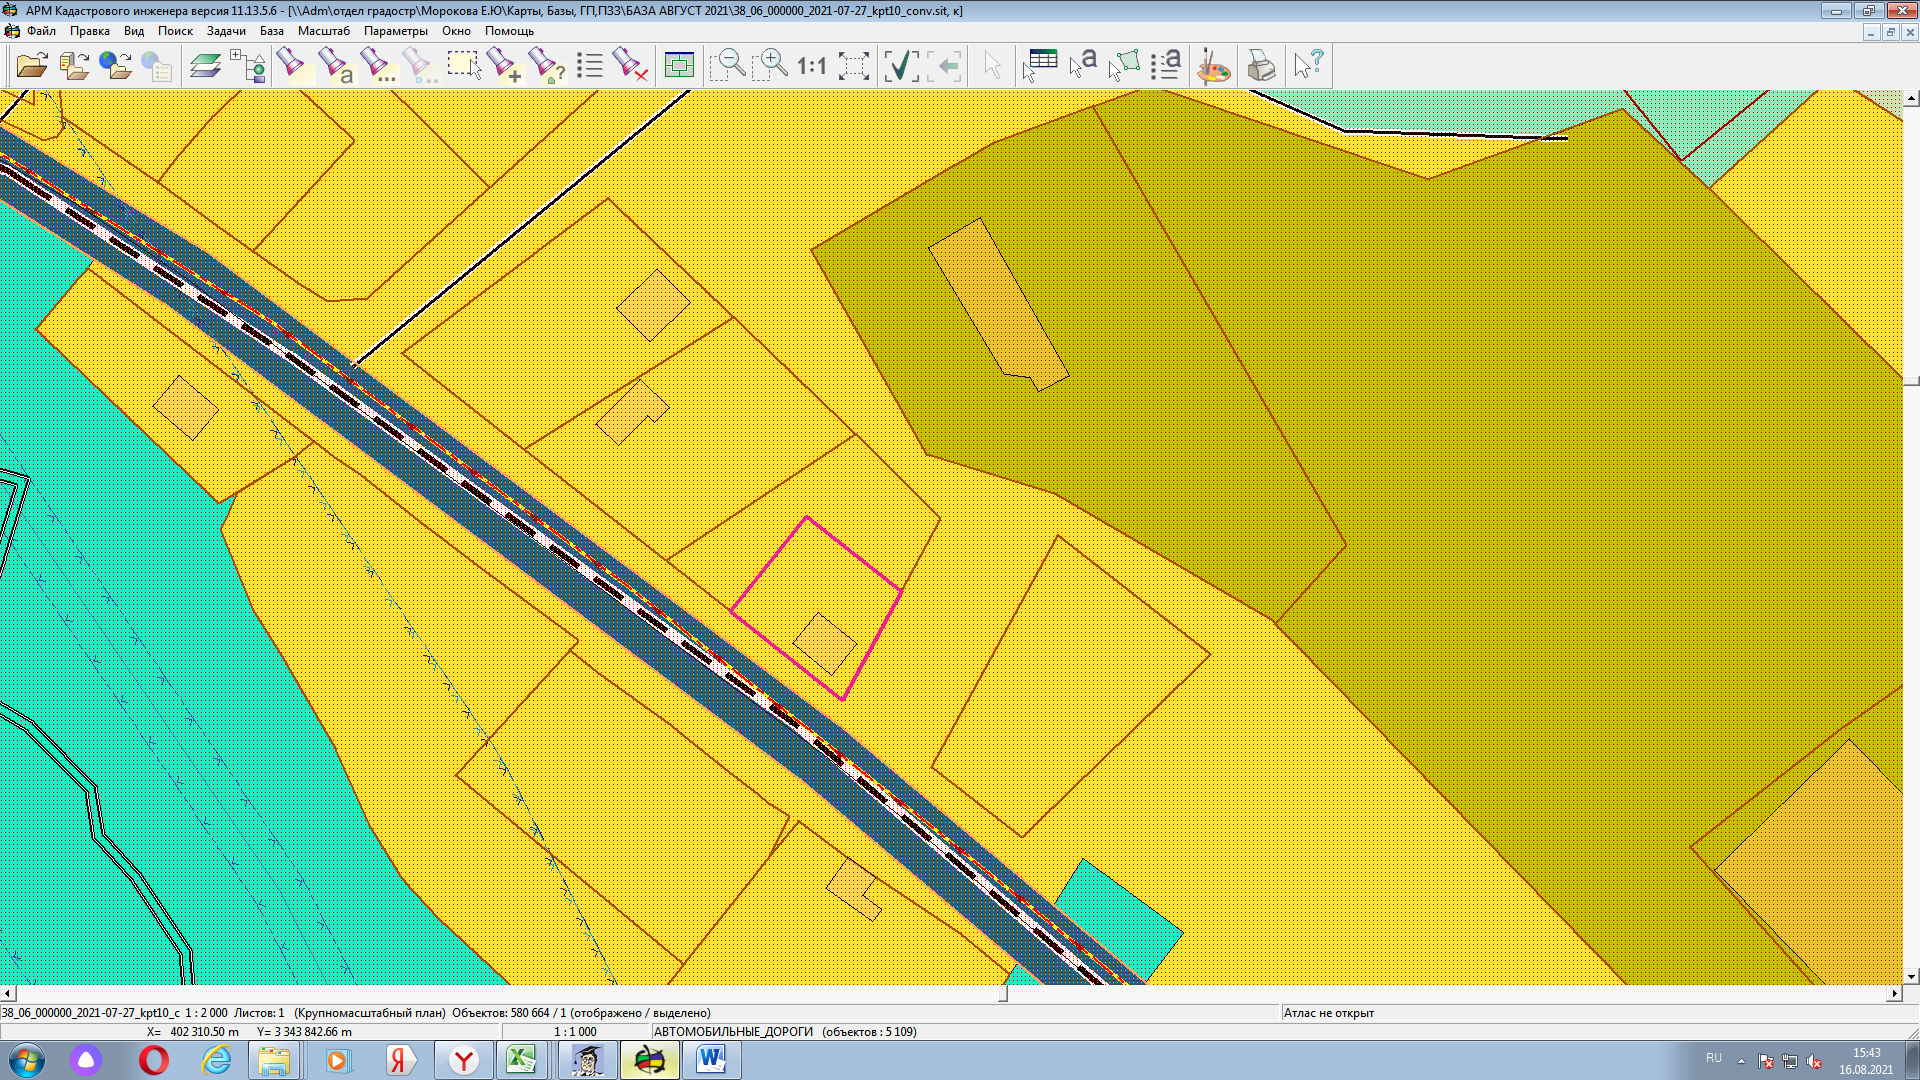 АРМ Кадастрового инженера версия 11.13.5.6 - [\\Adm\отдел градостр\Морокова Е.Ю\Карты, Базы, ГП,ПЗЗ\БАЗА АВГУСТ 2021\38_06_000000_2021-07-27_kpt10_conv.sit, к]
Файл Правка Вид Поиск Задачи База Масштаб Параметры Окно Помощь
1:1
38_06_000000_2021-07-27_kpt10_c 1 : 2 000 Листов: 1 (Крупномасштабный план) Объектов: 580 664 / 1 (отображено / выделено) Атлас не открыт
X= 402 310.50 m Y= 3 343 842.66 m 1 : 1 000 АВТОМОБИЛЬНЫЕ_ДОРОГИ (объектов : 5 109)
RU 15:43
16.08.2021